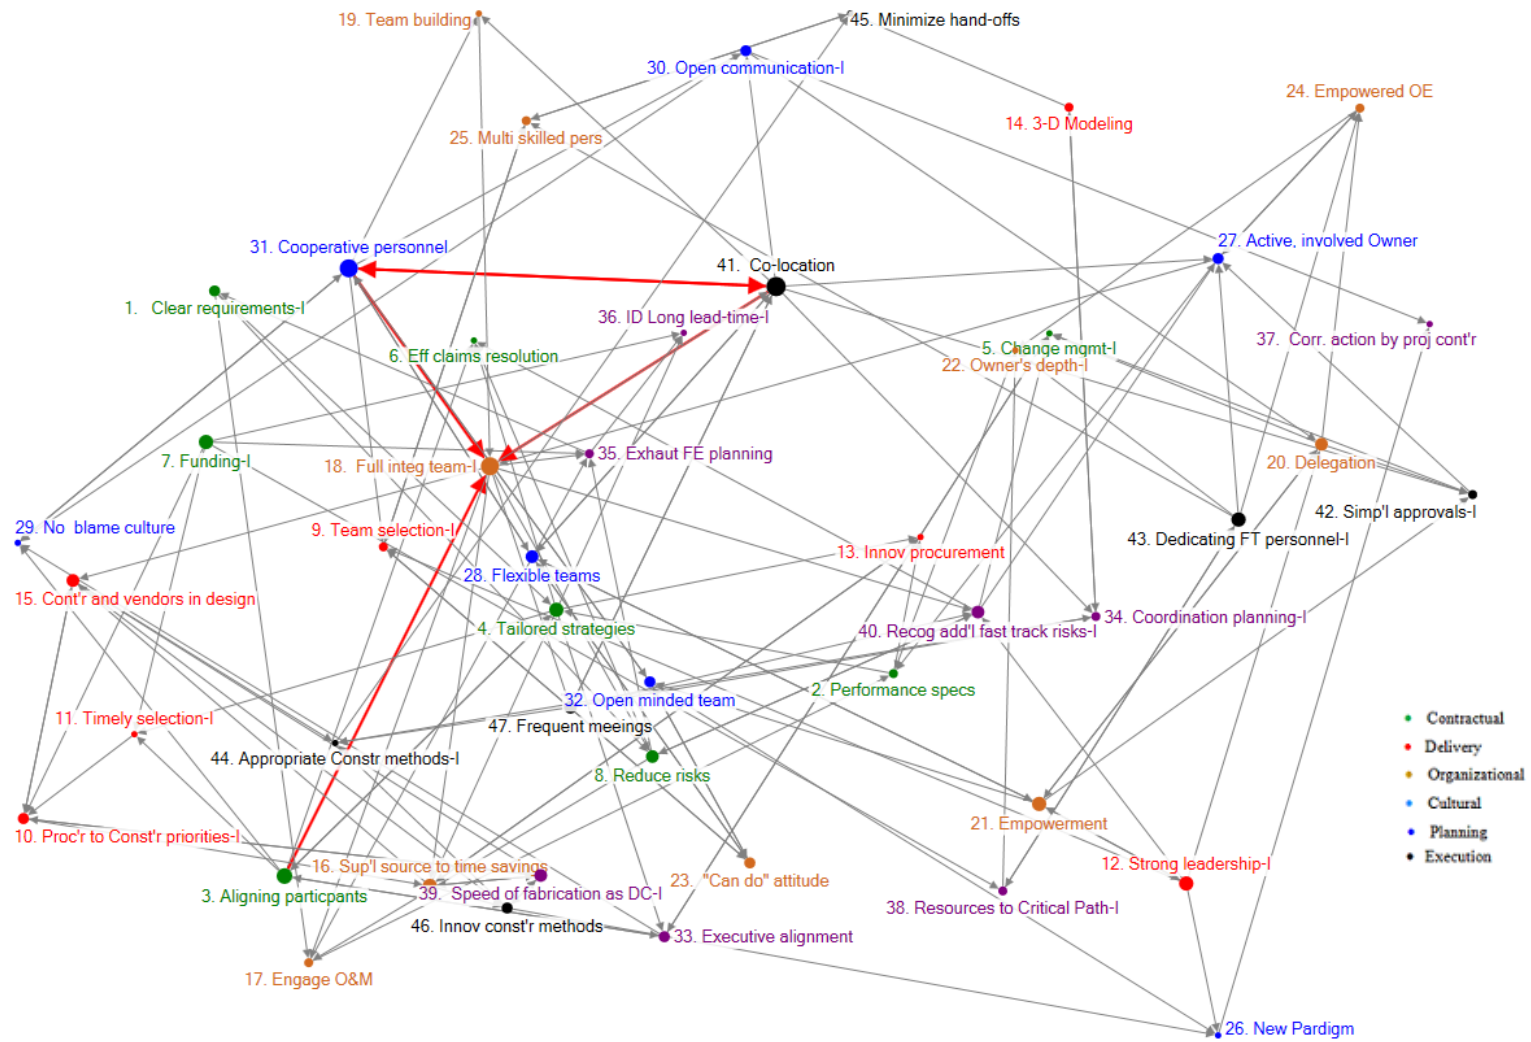 19. Team building
45. Minimize hand-offs
30. Open communication-I
24. Empowered OE
25. Multi skilled pers
14. 3-D Modeling
31. Cooperative personnel
27. Active, involved Owner
41. Co-location
1. Clear requirements-I
36. ID Long lead-time-I
6. Eff claims resolution
5. Change mgmt-I
37. Corr. action by proj cont'r
22. Owner's depth-I
7. Funding-I
18. Full integ team-I
35. Exhaut FE planning
20. Delegation
42. Simp'l approvals-I
29. No blame culture
9. Team selection-I
43. Dedicating FT personnel-I
13. Innov procurement
28. Flexible teams
15. Cont'r and vendors in design
34. Coordination planning-I
4. Tailored strategies
40. Recog add'l fast track risks-I
2. Performance specs
32. Open minded team
11. Timely selection-I
47. Frequent meeings
44. Appropriate Constr methods-I
8. Reduce risks
21. Empowerment
10. Proc'r to Const'r priorities-I
16. Sup'l source to time savings
12. Strong leadership-I
23. "Can do" attitude
3. Aligning particpants
39. Speed of fabrication as DC-I
38. Resources to Critical Path-I
46. Innov const'r methods
33. Executive alignment
17. Engage O&M
26. New Pardigm
Contractual
Delivery
Organizational
Cultural
Planning
Execution